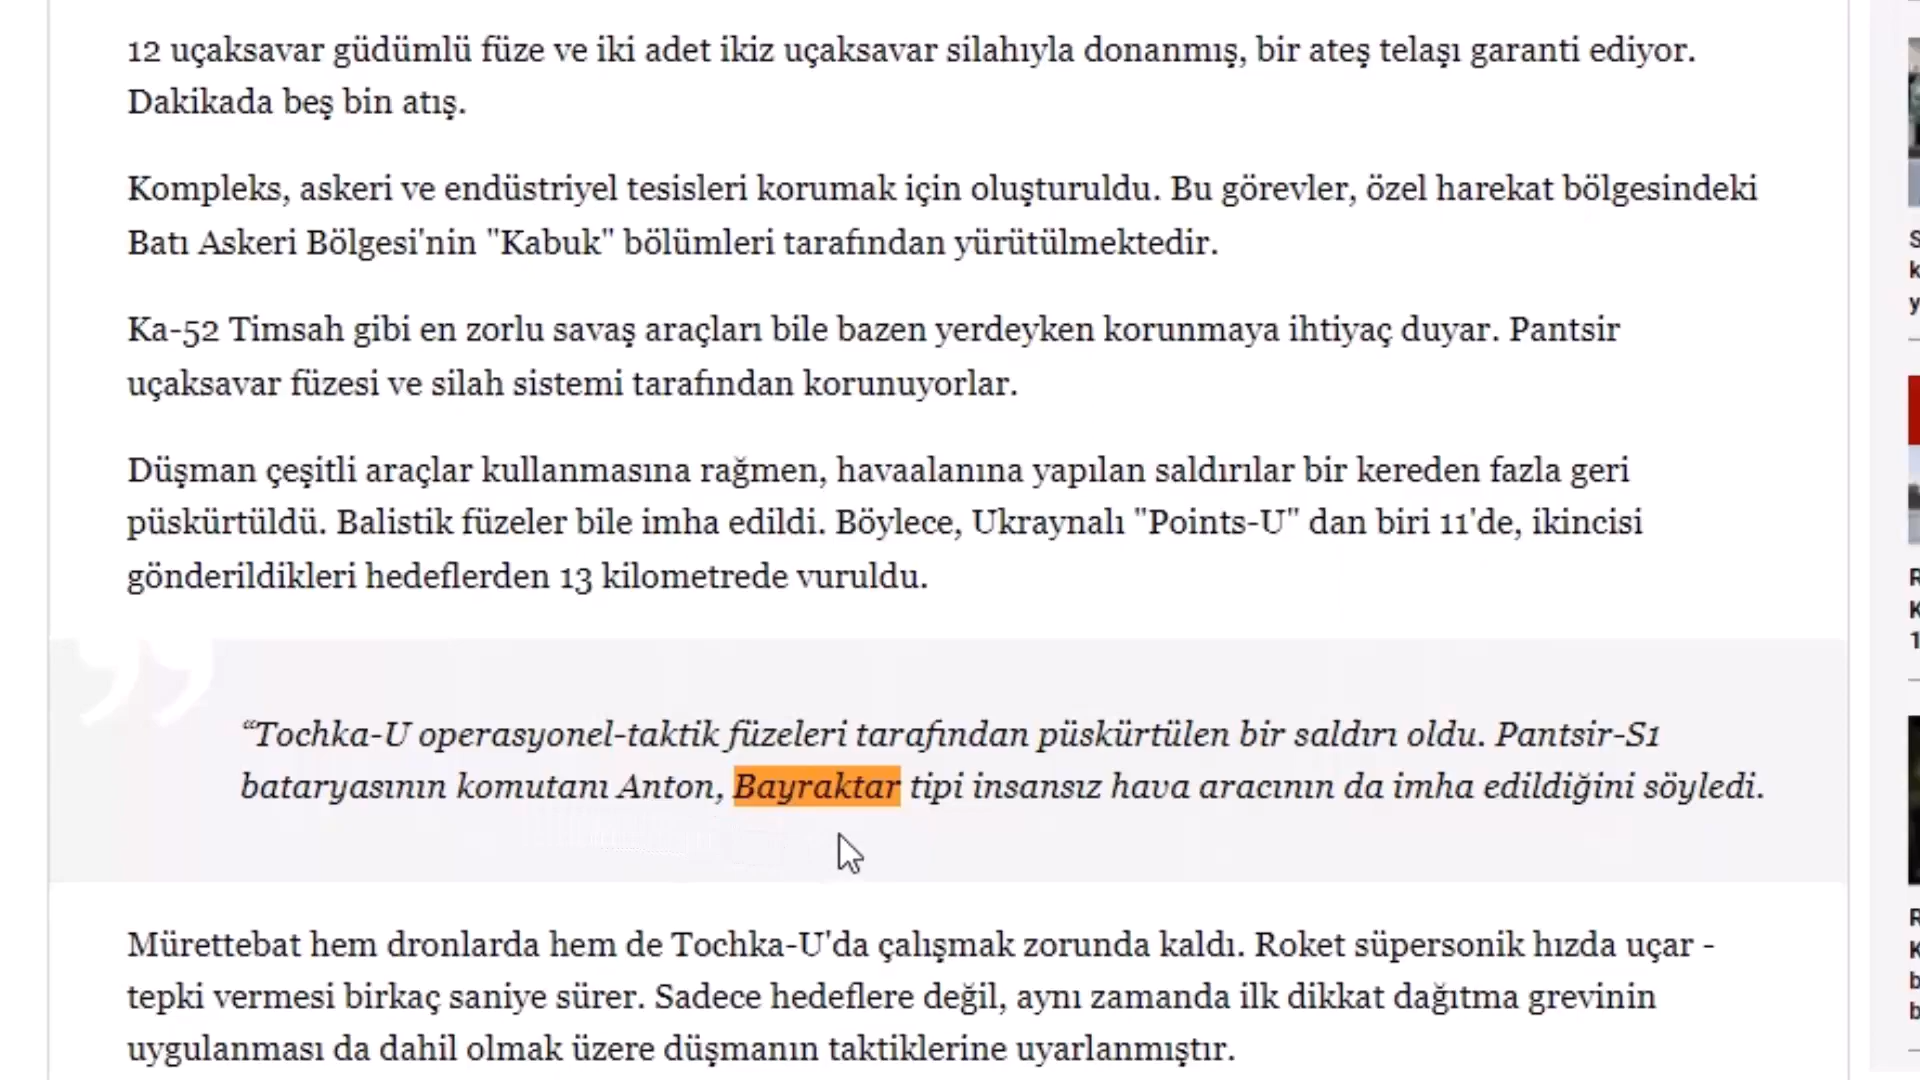 12 uçaksavar güdümlü füze ve iki adet ikiz uçaksavar silahıyla donanmış, bir ateş telaşı garanti ediyor.
Dakikada beş bin atış.
Kompleks, askeri ve endüstriyel tesisleri korumak için oluşturuldu. Bu görevler, özel harekat bölgesindeki
Batı Askeri Bölgesi'nin "Kabuk" bölümleri tarafından yürütülmektedir.
Ka-52 Timsah gibi en zorlu savaş araçları bile bazen yerdeyken korunmaya ihtiyaç duyar. Pantsir
uçaksavar füzesi ve silah sistemi tarafından korunuyorlar.
Düşman çeşitli araçlar kullanmasına rağmen, havaalanına yapılan saldırılar bir kereden fazla geri
püskürtüldü. Balistik füzeler bile imha edildi. Böylece, Ukraynalı "Points-U" dan biri 11'de, ikincisi
gönderildikleri hedeflerden 13 kilometrede vuruldu.
“Tochka-U operasyonel-taktik füzeleri tarafından püskürtülen bir saldırı oldu. Pantsir-S1
bataryasının komutanı Anton, Bayraktar tipi insansız hava aracının da imha edildiğini söyledi.
Mürettebat hem dronlarda hem de Tochka-U'da çalışmak zorunda kaldı. Roket süpersonik hızda uçar -
tepki vermesi birkaç saniye sürer. Sadece hedeflere değil, aynı zamanda ilk dikkat dağıtma grevinin
uygulanması da dahil olmak üzere düşmanın taktiklerine uyarlanmıştır.